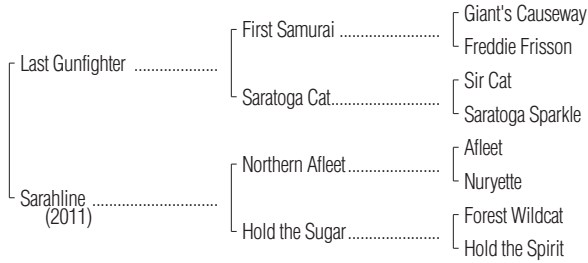 Giant's Causeway
First Samurai ....................
Freddie Frisson
Last Gunfighter .................
Sir Cat
Saratoga Cat.....................
Saratoga Sparkle
Afleet
Northern Afleet..................
Nuryette
Sarahline .........................
(2011)
Forest Wildcat
Hold the Sugar..................
Hold the Spirit